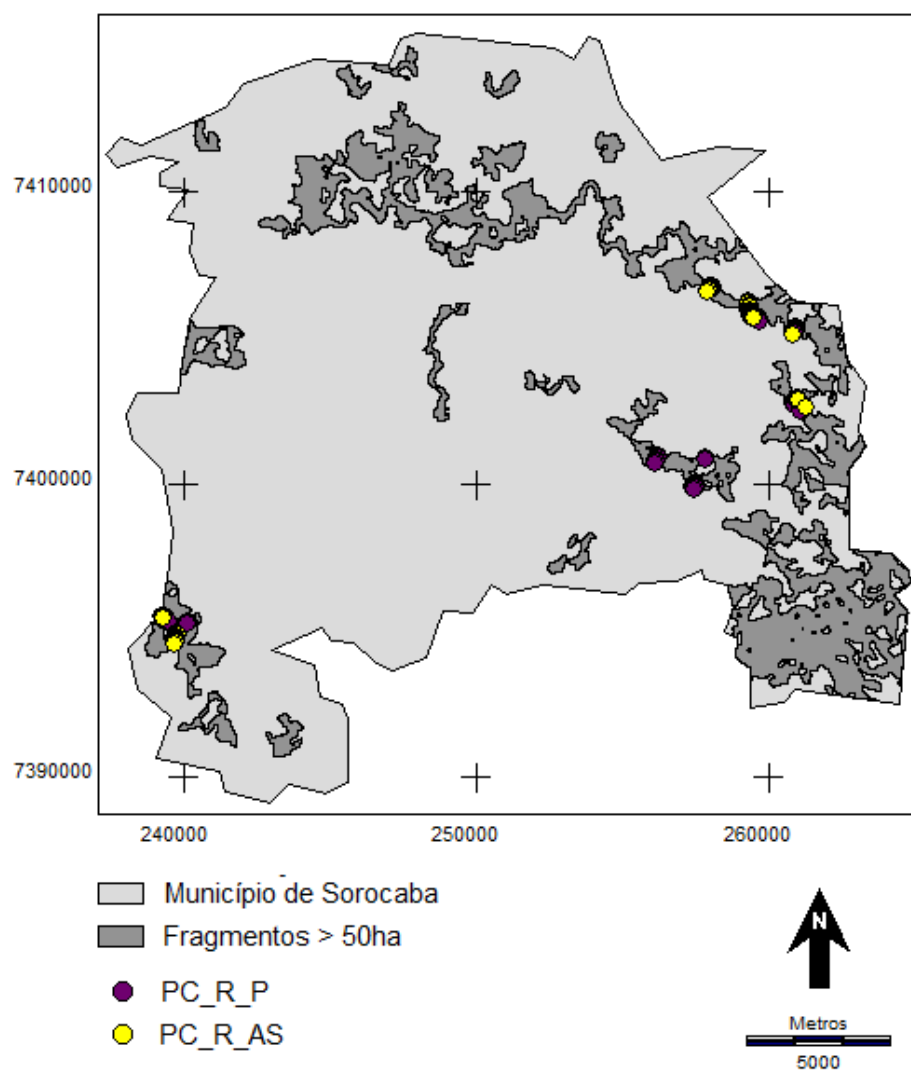 7410000
7400000
7390000
240000
250000
260000
Município de Sorocaba
Fragmentos > 50ha
PC_R_P
PC_R_AS
N
Metros
5000